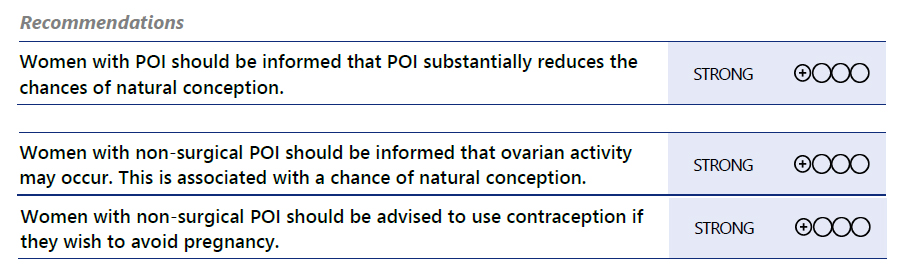 Recommendations
Women with POI should be informed that POI substantially reduces the
chances of natural conception.
STRONG ⊕◯◯◯
Women with non-surgical POI should be informed that ovarian activity
may occur. This is associated with a chance of natural conception.
STRONG ⊕◯◯◯
Women with non-surgical POI should be advised to use contraception if
they wish to avoid pregnancy.
STRONG ⊕◯◯◯